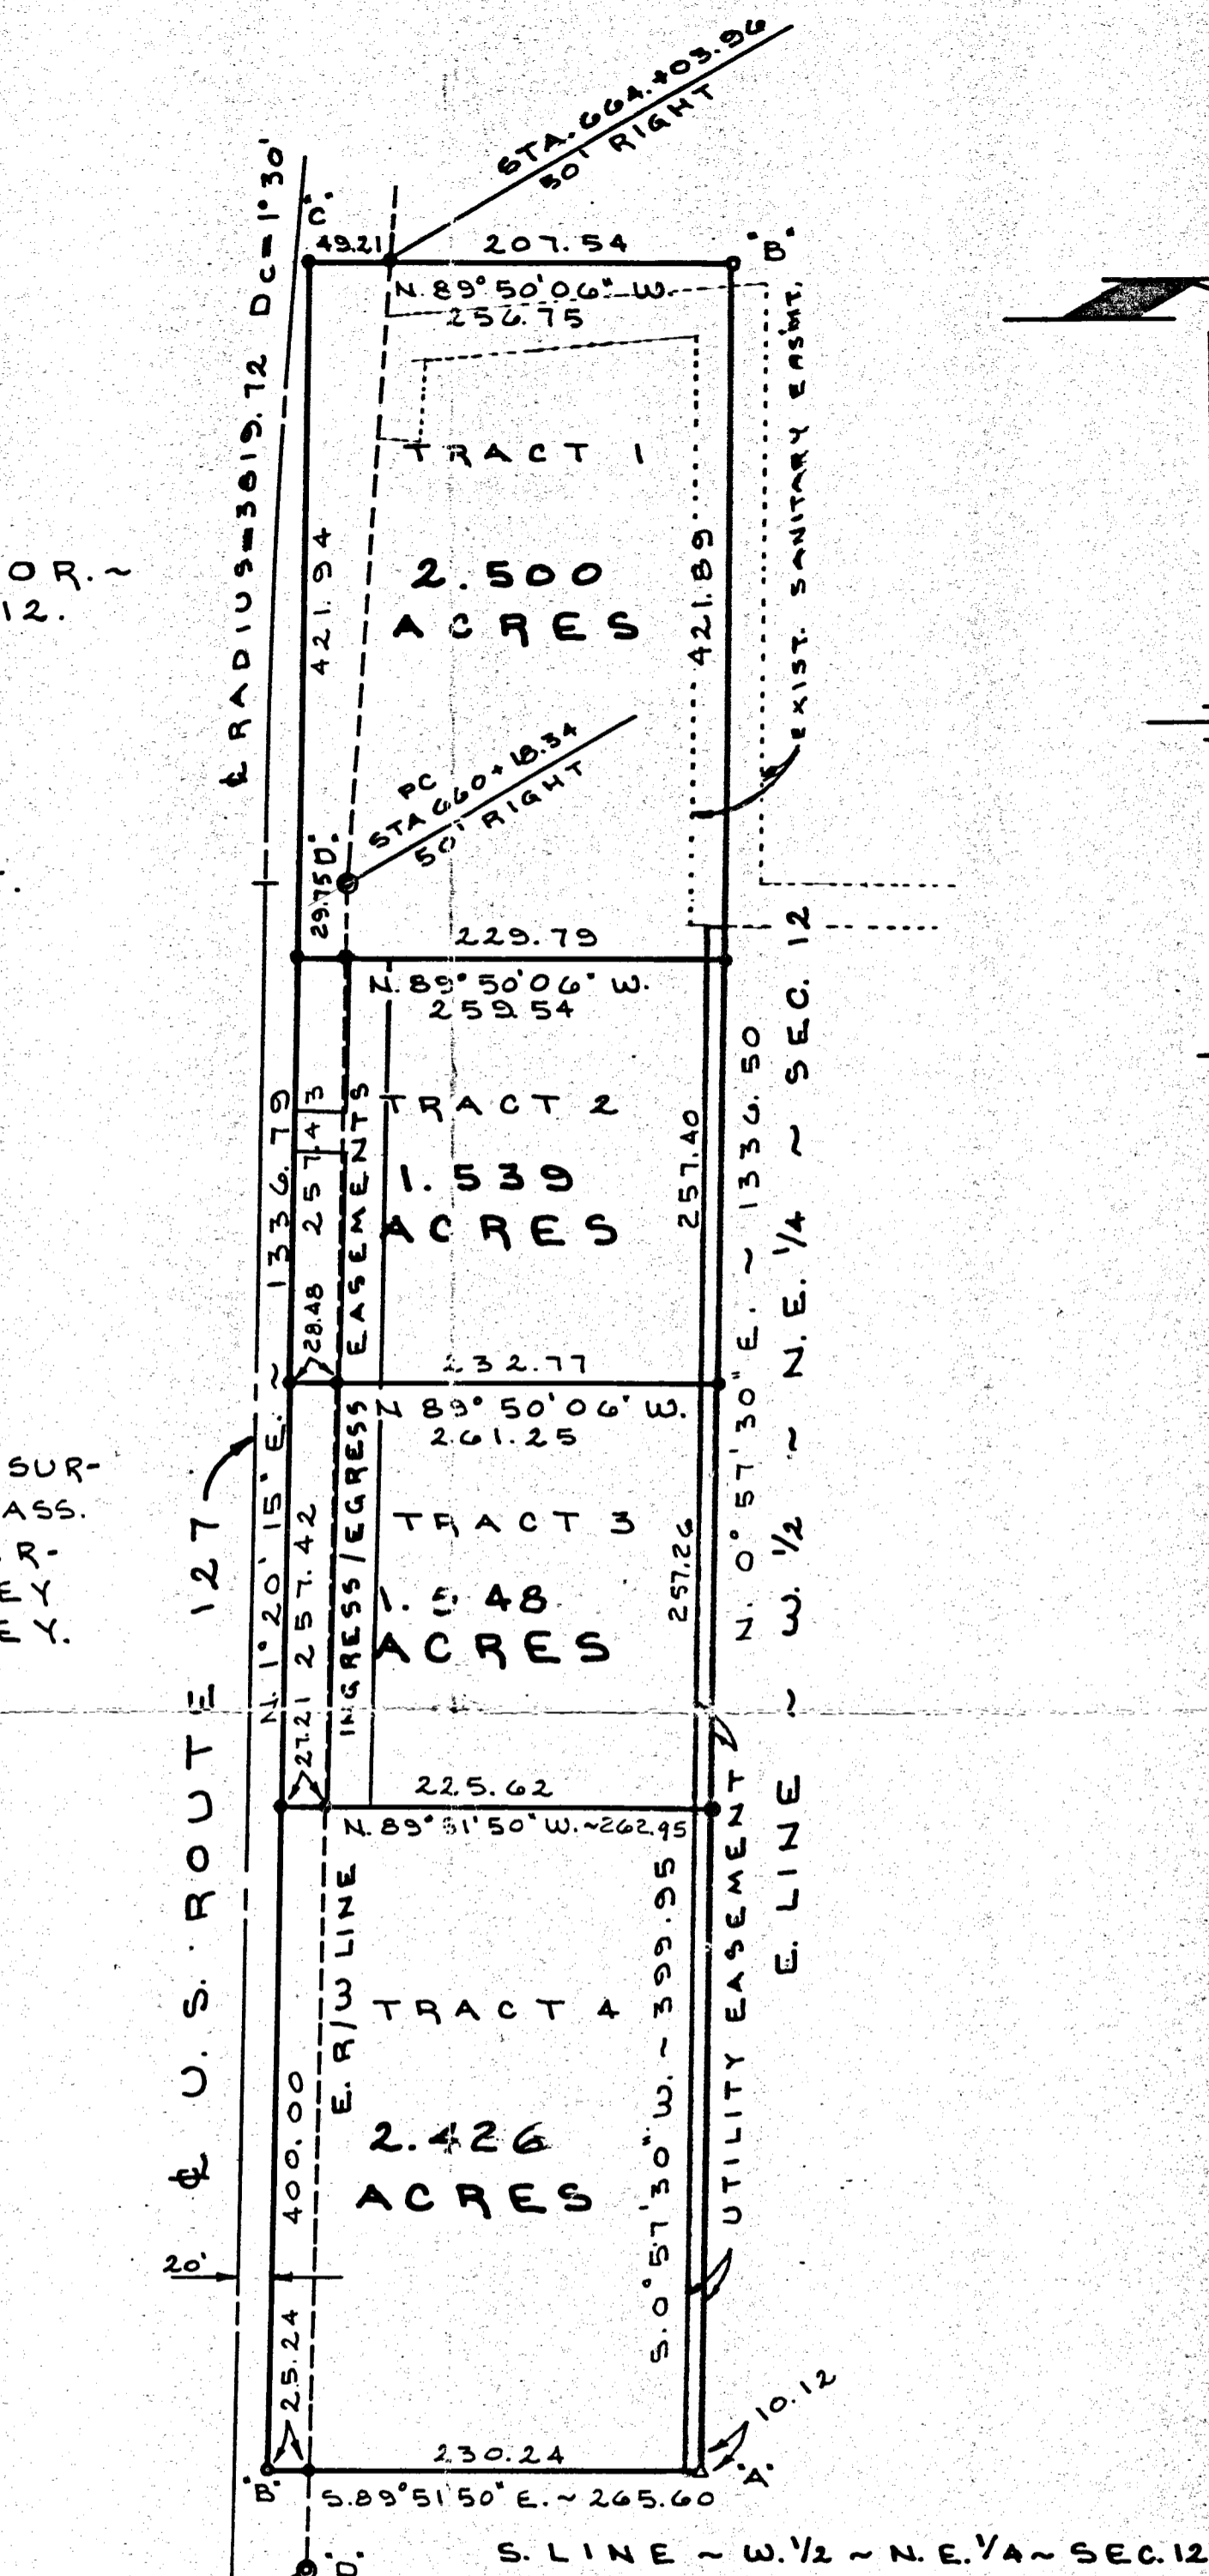 STA. 664.+03.96
50' RIGHT
"C"
49.21
207.54
"B"
N. 89° 50' 06" W.
256.75
℄ RADIUS=3819.72 Dc=1°30'
EXIST. SANITARY EASMT.
TRACT 1
2.500
ACRES
421.94
421.89
OR.~
12.
PC
STA 660+18.34
50' RIGHT
"D"
29.75
229.79
N. 89° 50' 06" W.
259.54
TRACT 2
1.539
ACRES
257.43
257.40
28.48
232.77
N 89° 50' 06" W.
261.25
INGRESS/EGRESS EASEMENTS
SUR-
ASS.
R-
EY
EY.
TRACT 3
ACRES
257.42
257.26
27.21
225.62
N. 89° 51' 50" W.~262.95
N. 1° 20' 15" E. ~ 1336.79
N. 0° 57' 30" E. ~ 1336.50
E. LINE ~ W. 1/2 ~ N. E. 1/4 ~ SEC. 12
℄ U.S. ROUTE 127
E. R/W LINE
TRACT 4
2.426
ACRES
400.00
S. 0° 57' 30" W. ~ 399.95
UTILITY EASEMENT
20'
25.24
10.12
230.24
"B"
"A"
S. 89° 51' 50" E. ~ 265.60
"D"
S. LINE ~ W. 1/2 ~ N. E. 1/4 ~ SEC. 12